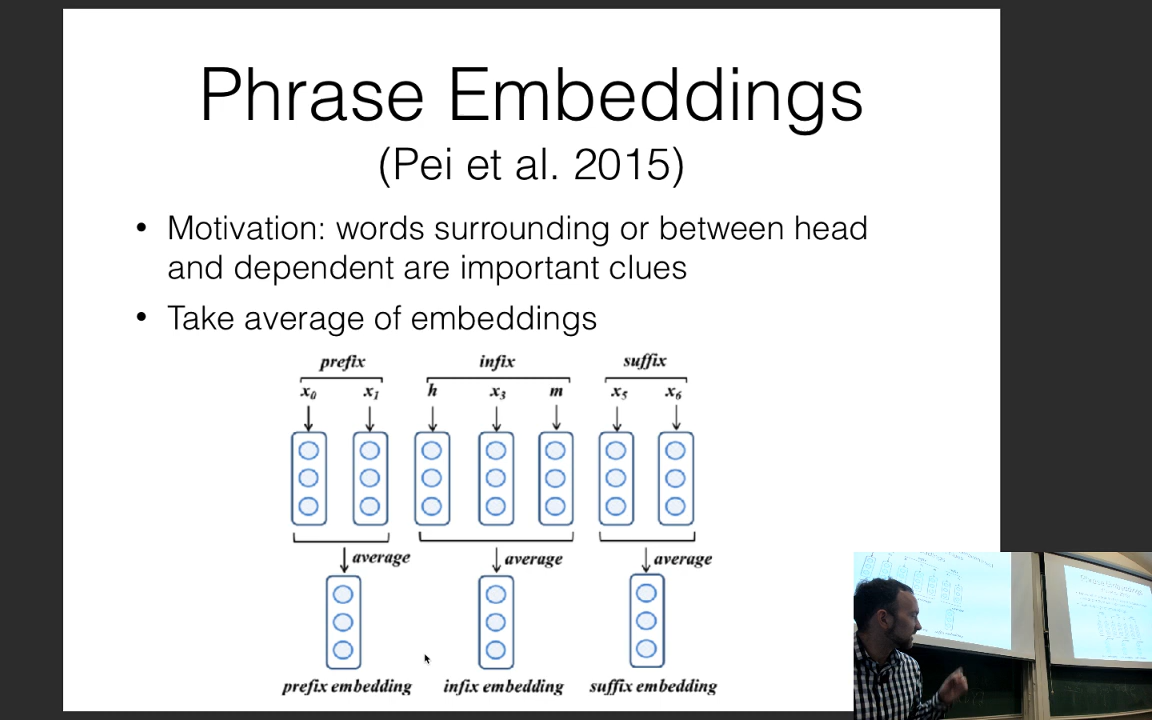 Phrase Embeddings
(Pei et al. 2015)
• Motivation: words surrounding or between head
and dependent are important clues
• Take average of embeddings
prefix infix suffix
x0 x1 h x3 m x5 x6
average average average
prefix embedding infix embedding suffix embedding
Phrase Embeddings